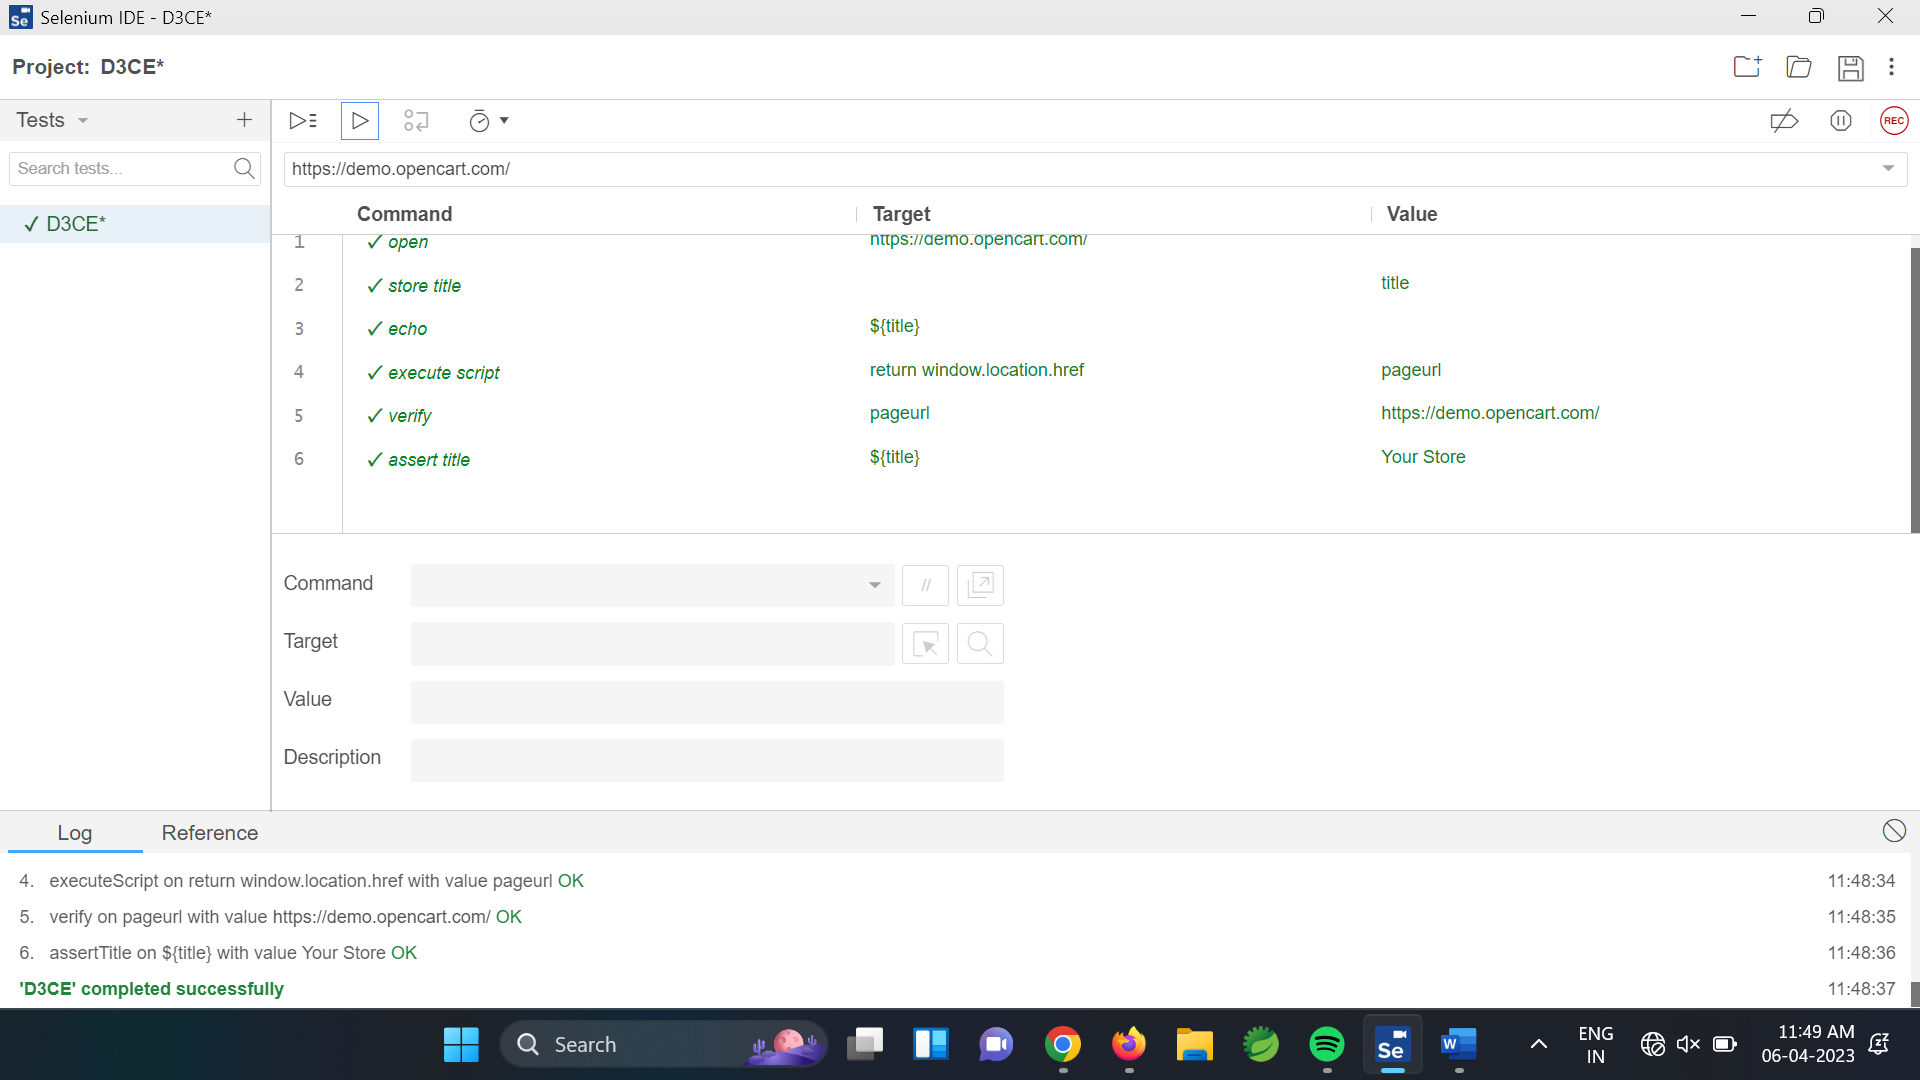 Se Selenium IDE - D3CE*
Project: D3CE*
Tests
REC
Search tests...
https://demo.opencart.com/
D3CE*
Command Target Value
1 ✓ open https://demo.opencart.com/
2 ✓ store title title
3 ✓ echo ${title}
4 ✓ execute script return window.location.href pageurl
5 ✓ verify pageurl https://demo.opencart.com/
6 ✓ assert title ${title} Your Store
Command //
Target
Value
Description
Log Reference
4. executeScript on return window.location.href with value pageurl OK 11:48:34
5. verify on pageurl with value https://demo.opencart.com/ OK 11:48:35
6. assertTitle on ${title} with value Your Store OK 11:48:36
'D3CE' completed successfully 11:48:37
Search Se W ENG IN 11:49 AM 06-04-2023